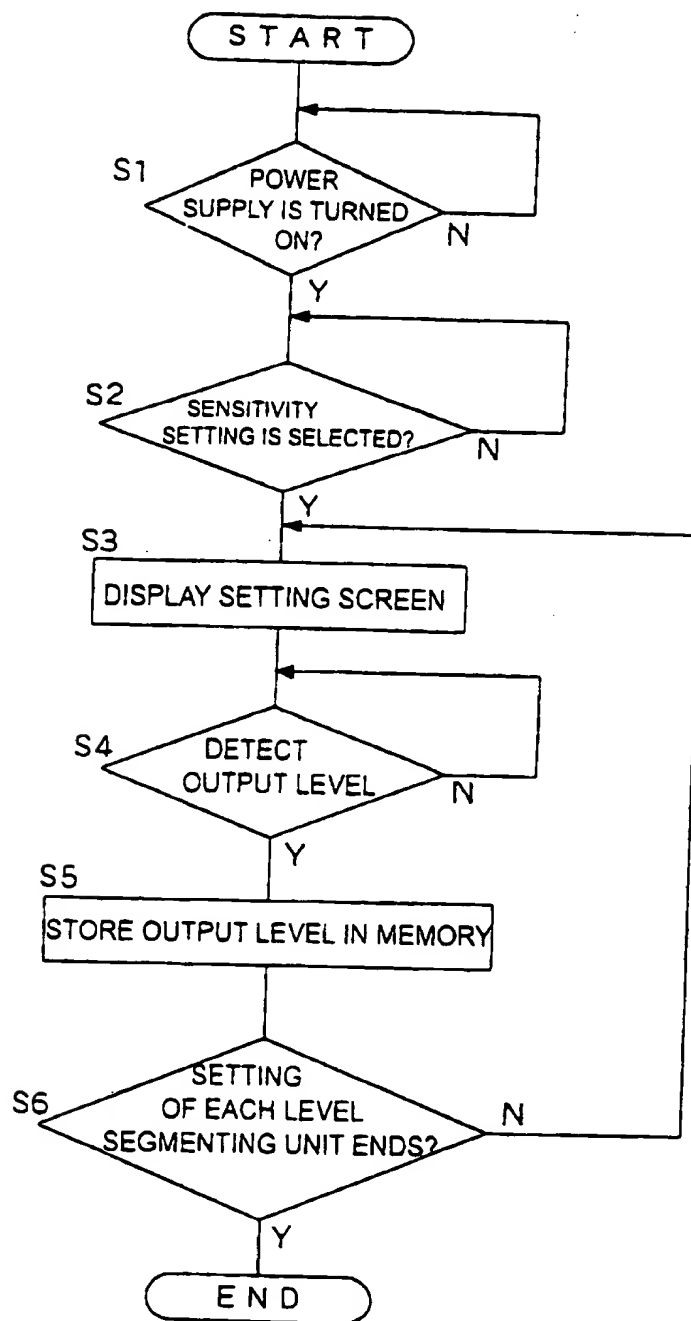 START
S1
POWER
SUPPLY IS TURNED
ON?
N
Y
S2
SENSITIVITY
SETTING IS SELECTED?
N
Y
S3
DISPLAY SETTING SCREEN
S4
DETECT
OUTPUT LEVEL
N
Y
S5
STORE OUTPUT LEVEL IN MEMORY
S6
SETTING
OF EACH LEVEL
SEGMENTING UNIT ENDS?
N
Y
END